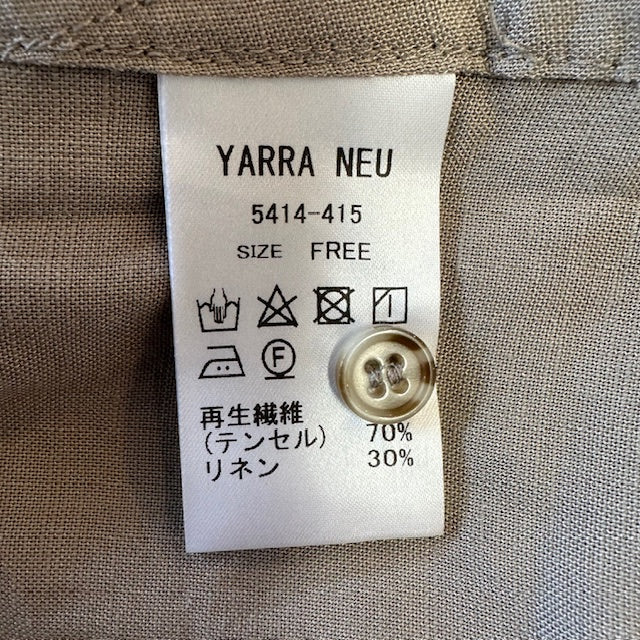 YARRA NEU
5414-415
SIZE FREE
F
再生繊維
(テンセル) 70%
リネン 30%